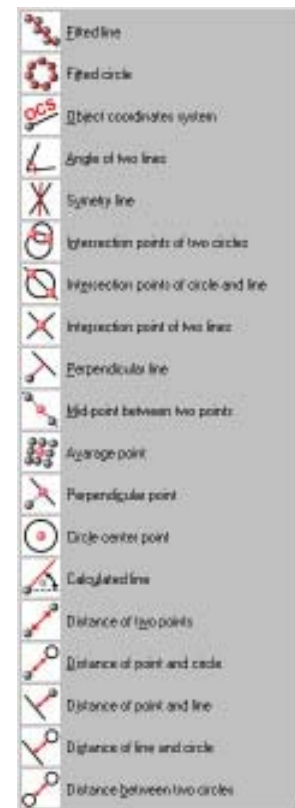 Fitted line
Fitted circle
OCS Object coordinates system
Angle of two lines
Symetry line
Intersection points of two circles
Intersection points of circle and line
Intersection point of two lines
Perpendicular line
Mid-point between two points
Avarage point
Perpendicular point
Circle center point
Calculated line
Distance of two points
Distance of point and circle
Distance of point and line
Distance of line and circle
Distance between two circles